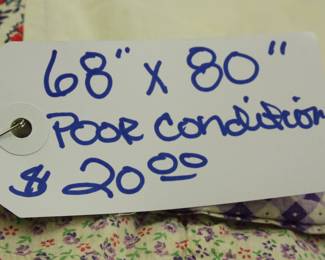 68" x 80"
Poor Condition
$ 20.00